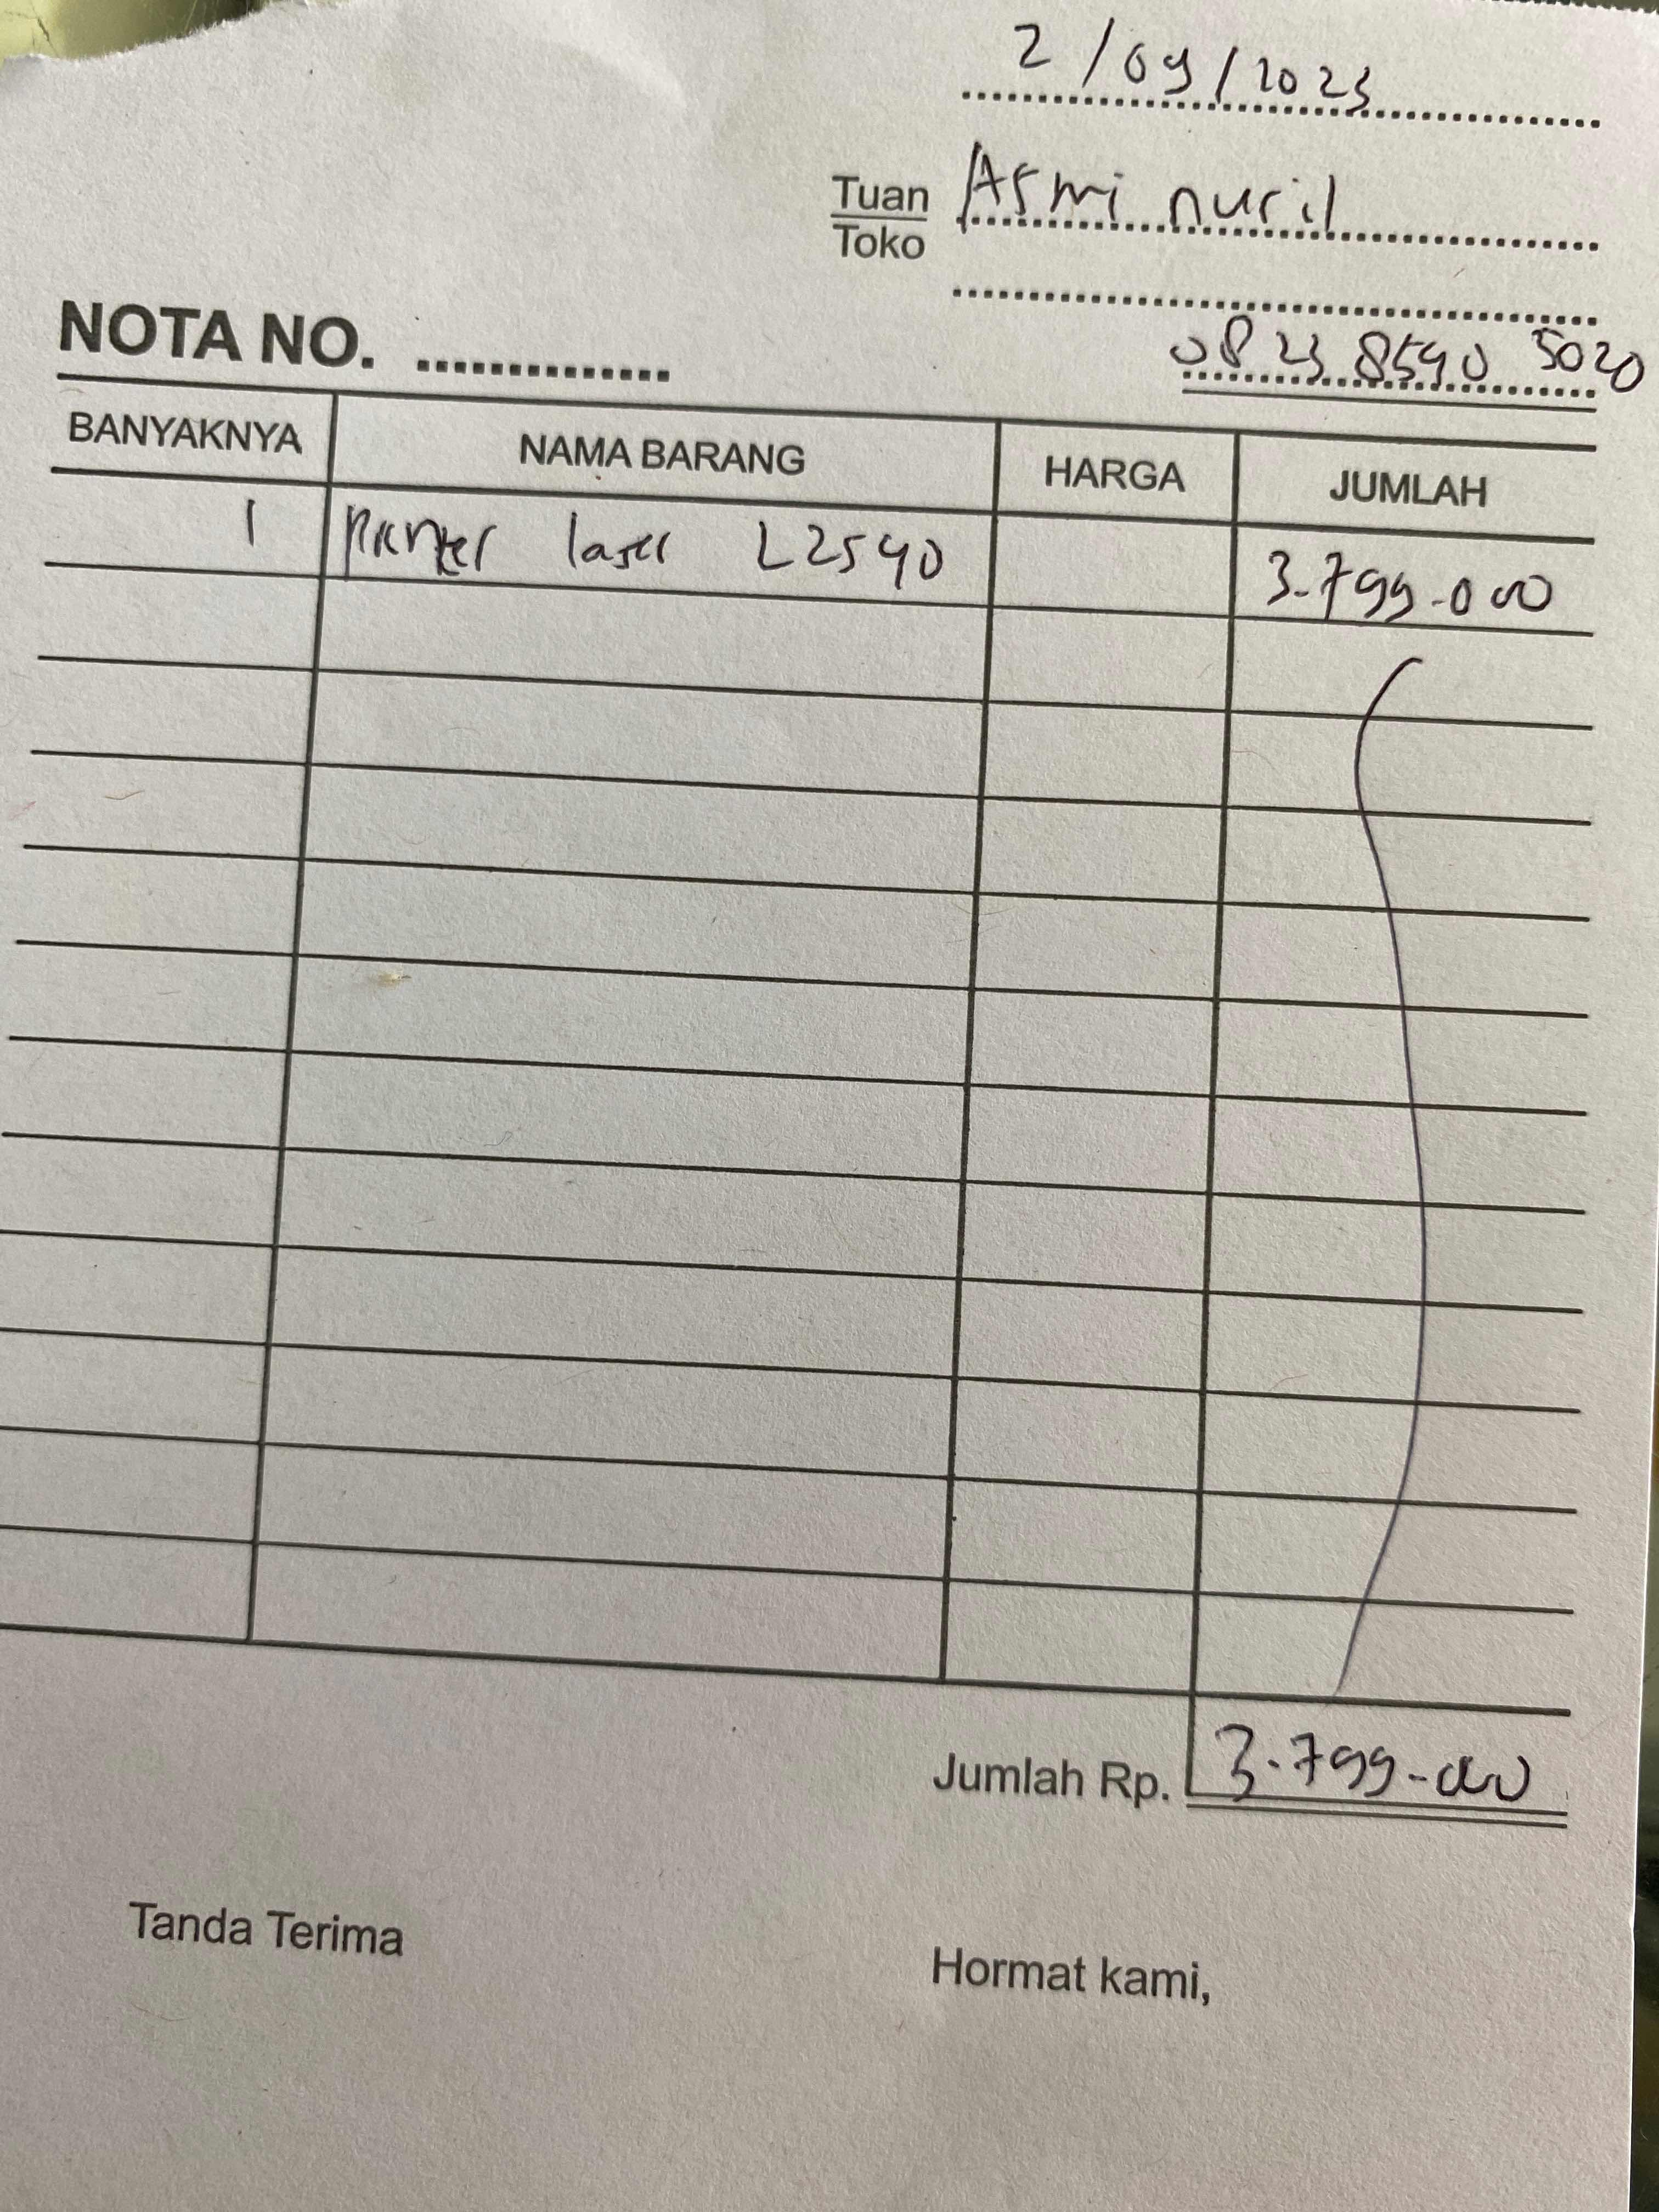 2/09/2023
Tuan Asmi nuril
Toko
NOTA NO. ..............
0823 8540 5020
BANYAKNYA NAMA BARANG HARGA JUMLAH
1 Printer laser L2540 3.799.000
Jumlah Rp. 3.799.000
Tanda Terima Hormat kami,